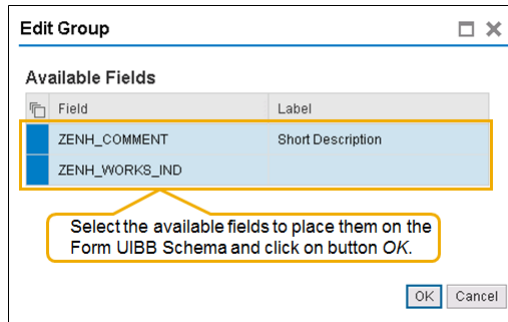 Edit Group
Available Fields
Field Label
ZENH_COMMENT Short Description
ZENH_WORKS_IND
Select the available fields to place them on the
Form UIBB Schema and click on button OK.
OK Cancel